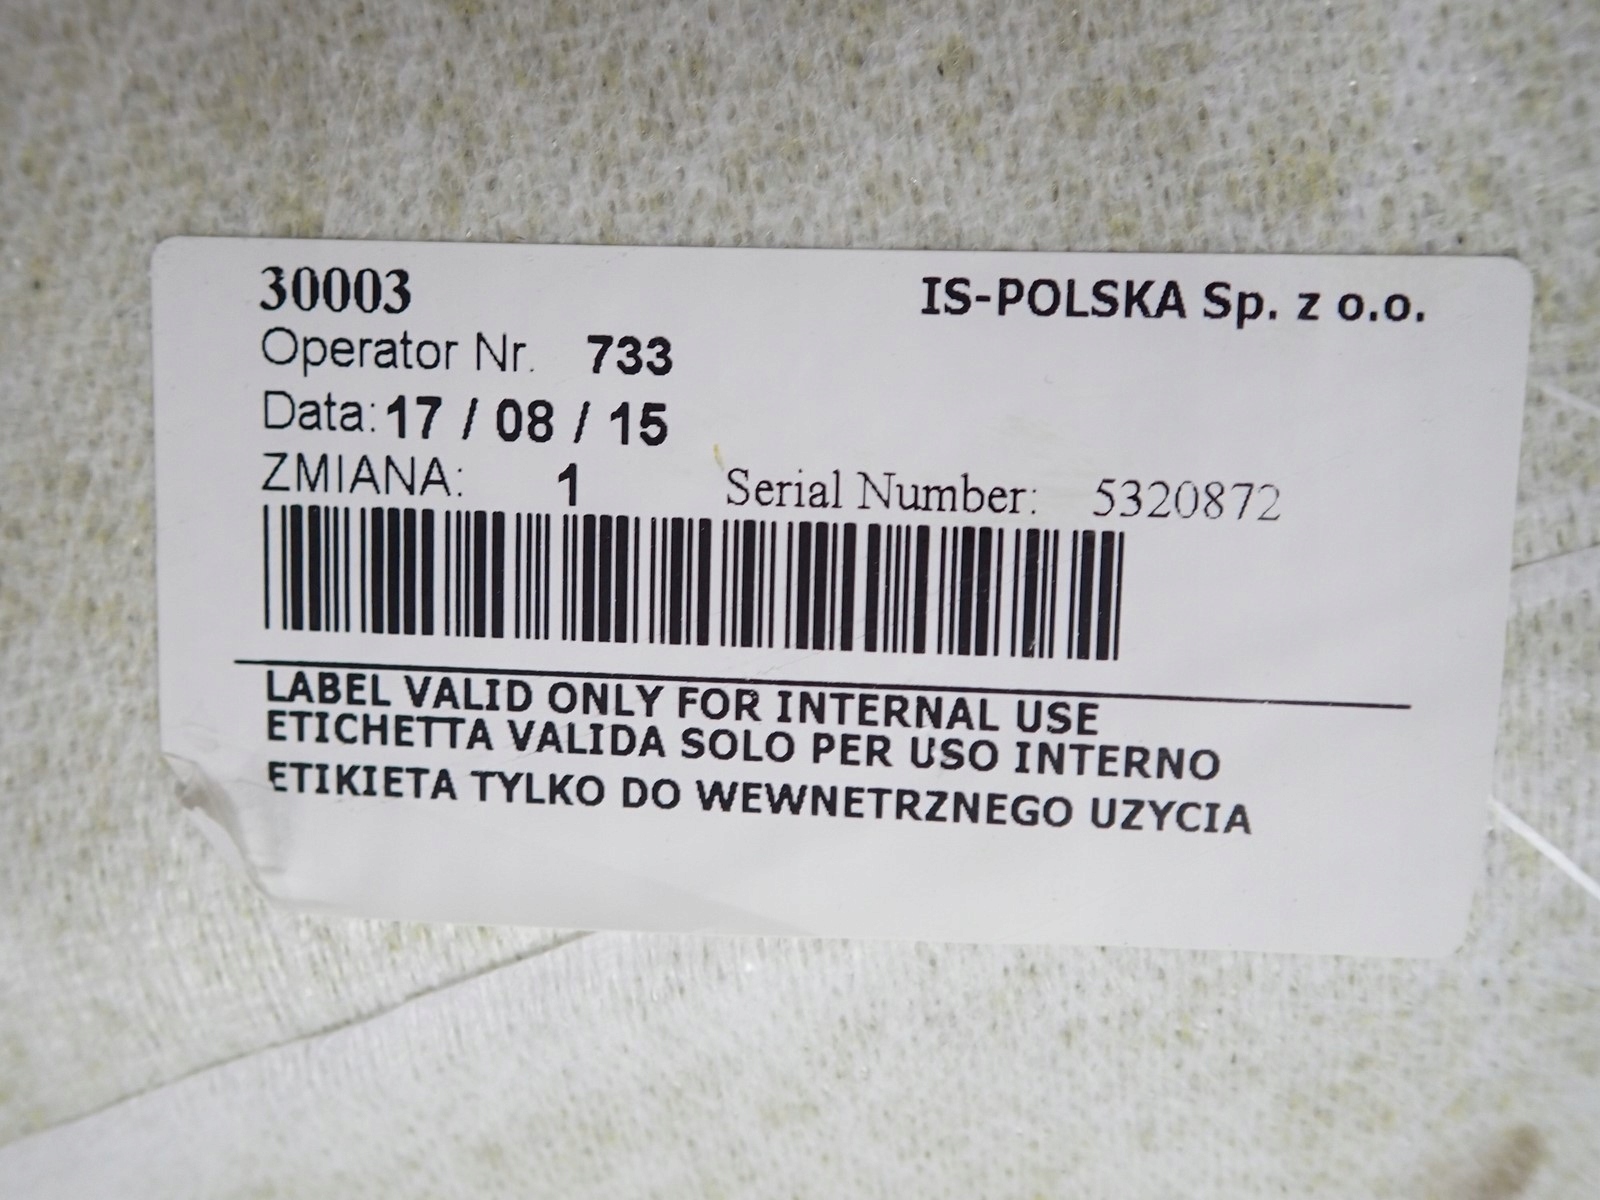 30003
IS-POLSKA Sp. z o.o.
Operator Nr. 733
Data: 17 / 08 / 15
ZMIANA: 1 Serial Number: 5320872
LABEL VALID ONLY FOR INTERNAL USE
ETICHETTA VALIDA SOLO PER USO INTERNO
ETIKIETA TYLKO DO WEWNETRZNEGO UZYCIA